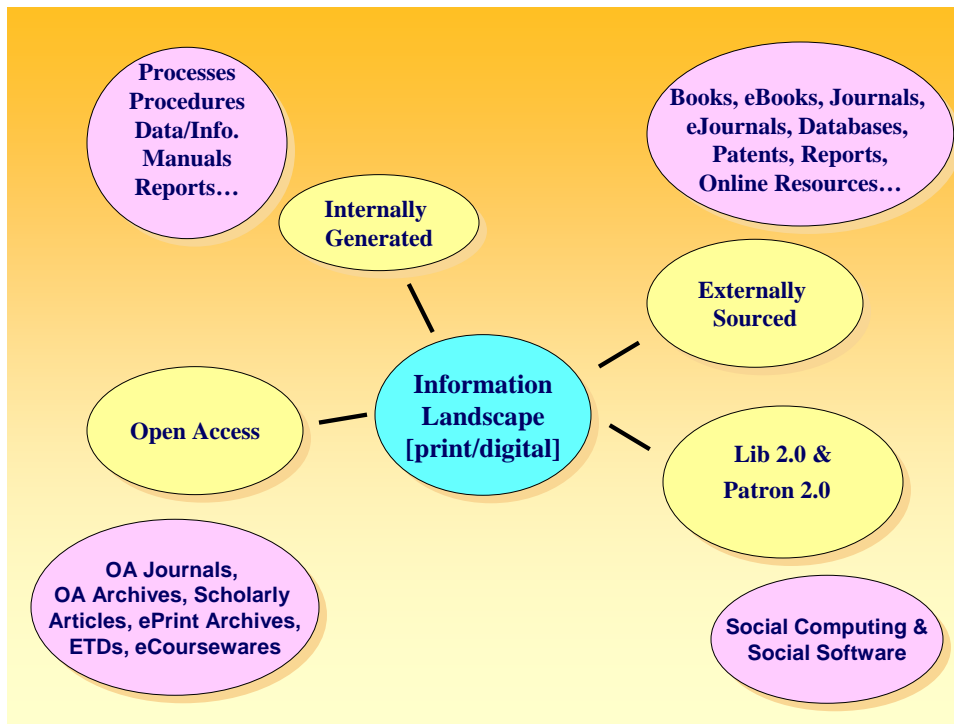 Processes
Procedures
Data/Info.
Manuals
Reports…
Books, eBooks, Journals,
eJournals, Databases,
Patents, Reports,
Online Resources…
Internally
Generated
Externally
Sourced
Information
Landscape
[print/digital]
Open Access
Lib 2.0 &
Patron 2.0
OA Journals,
OA Archives, Scholarly
Articles, ePrint Archives,
ETDs, eCoursewares
Social Computing &
Social Software